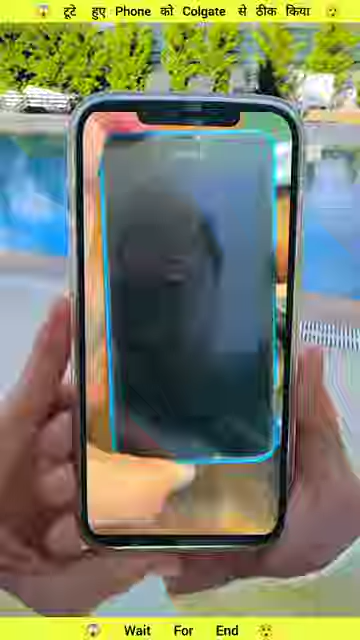 😱 टूटे हुए Phone को Colgate से ठीक किया 😲
😱 Wait For End 😲